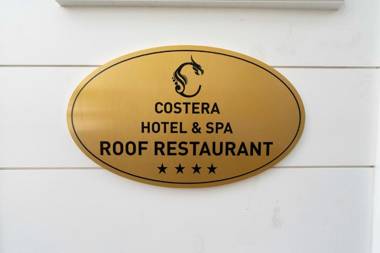 COSTERA
HOTEL & SPA
ROOF RESTAURANT
★★★★